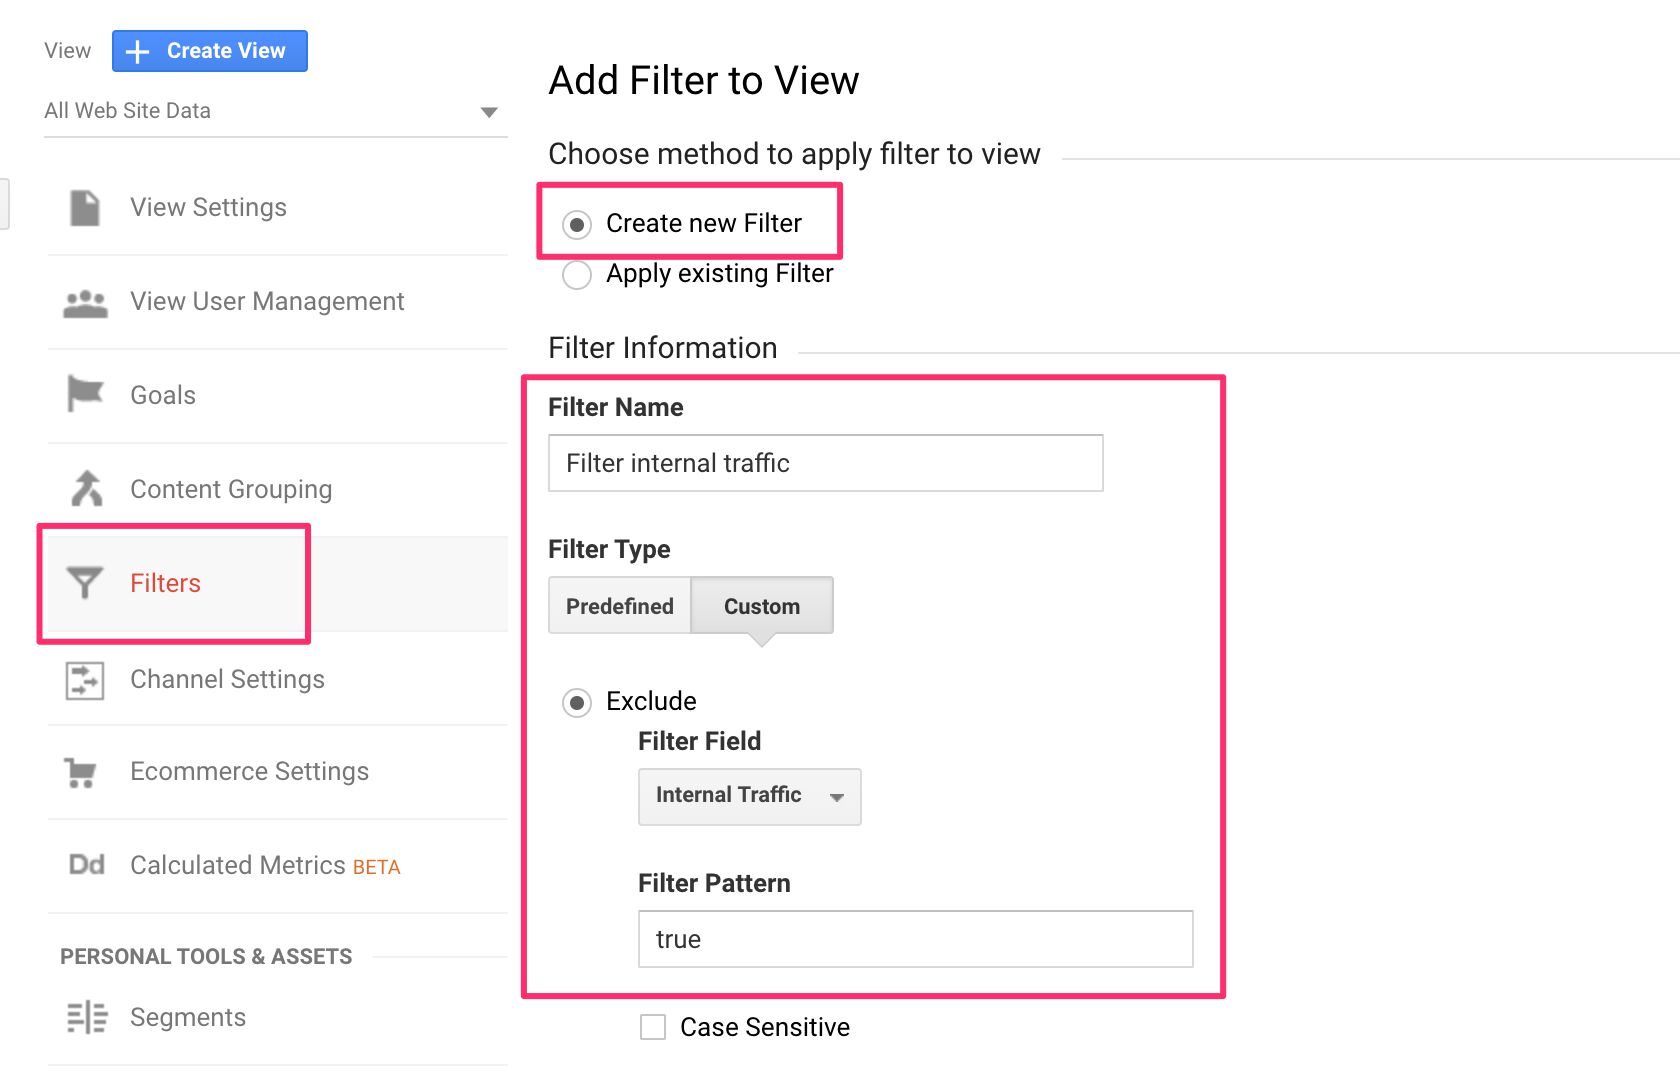 View
Create View
All Web Site Data
View Settings
View User Management
Goals
Content Grouping
Filters
Channel Settings
Ecommerce Settings
Dd Calculated Metrics BETA
PERSONAL TOOLS & ASSETS
Segments
Add Filter to View
Choose method to apply filter to view
Create new Filter
Apply existing Filter
Filter Information
Filter Name
Filter internal traffic
Filter Type
Predefined Custom
Exclude
Filter Field
Internal Traffic
Filter Pattern
true
Case Sensitive